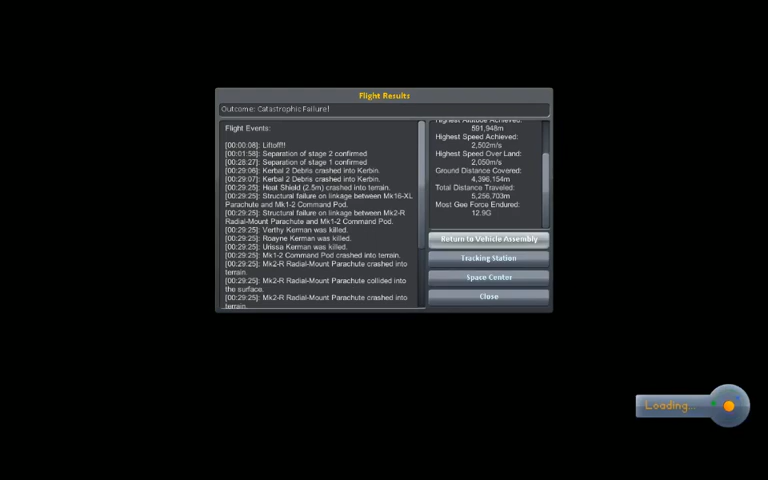 Flight Results
Outcome: Catastrophic Failure!
Flight Events:
[00:00:08]: Liftoff!!
[00:01:58]: Separation of stage 2 confirmed
[00:28:27]: Separation of stage 1 confirmed
[00:29:06]: Kerbal 2 Debris crashed into Kerbin.
[00:29:07]: Kerbal 2 Debris crashed into Kerbin.
[00:29:25]: Heat Shield (2.5m) crashed into terrain.
[00:29:25]: Structural failure on linkage between Mk16-XL
Parachute and Mk1-2 Command Pod.
[00:29:25]: Structural failure on linkage between Mk2-R
Radial-Mount Parachute and Mk1-2 Command Pod.
[00:29:25]: Verthy Kerman was killed.
[00:29:25]: Roayne Kerman was killed.
[00:29:25]: Urissa Kerman was killed.
[00:29:25]: Mk1-2 Command Pod crashed into terrain.
[00:29:25]: Mk2-R Radial-Mount Parachute crashed into
terrain.
[00:29:25]: Mk2-R Radial-Mount Parachute collided into
the surface.
[00:29:25]: Mk2-R Radial-Mount Parachute crashed into
terrain.
Highest Altitude Achieved:
591,948m
Highest Speed Achieved:
2,502m/s
Highest Speed Over Land:
2,050m/s
Ground Distance Covered:
4,396,154m
Total Distance Traveled:
5,256,703m
Most Gee Force Endured:
12.9G
Return to Vehicle Assembly
Tracking Station
Space Center
Close
Loading...